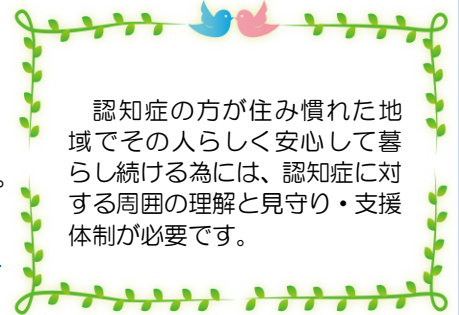 認知症の方が住み慣れた地
域でその人らしく安心して暮
らし続ける為には、認知症に対
する周囲の理解と見守り・支援
体制が必要です。
。